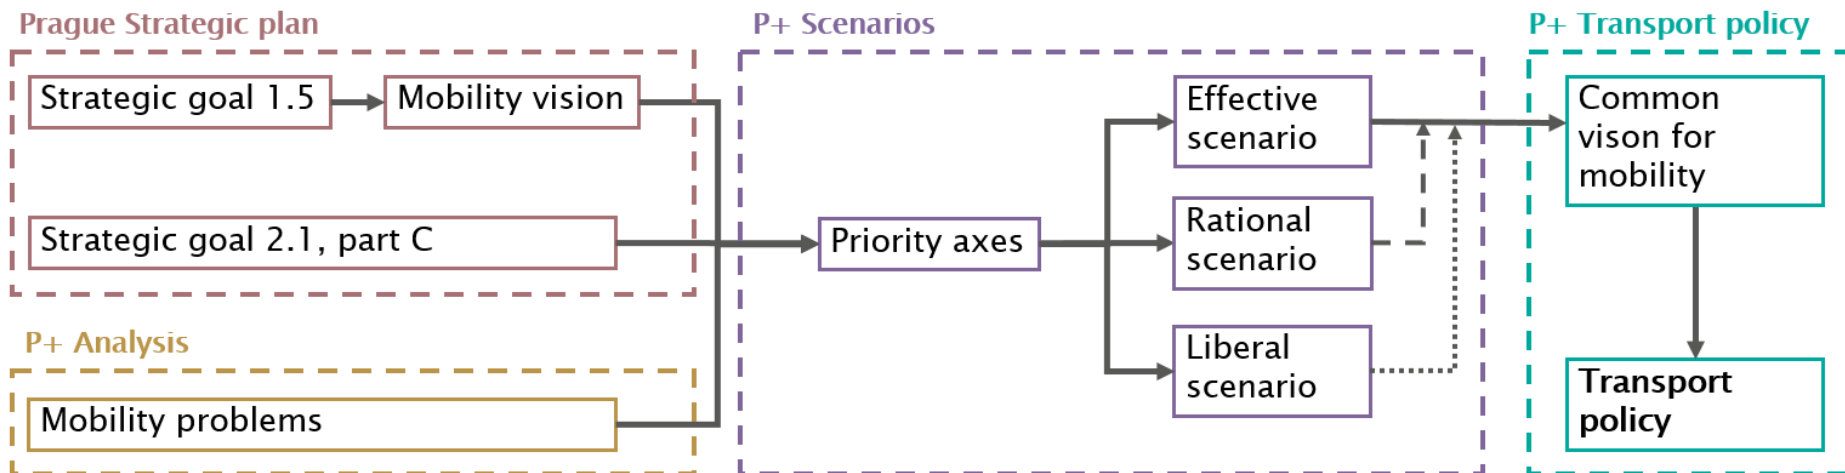 Prague Strategic plan
Strategic goal 1.5
Mobility vision
Strategic goal 2.1, part C
P+ Analysis
Mobility problems
P+ Scenarios
Priority axes
Effective
scenario
Rational
scenario
Liberal
scenario
P+ Transport policy
Common
vison for
mobility
Transport
policy